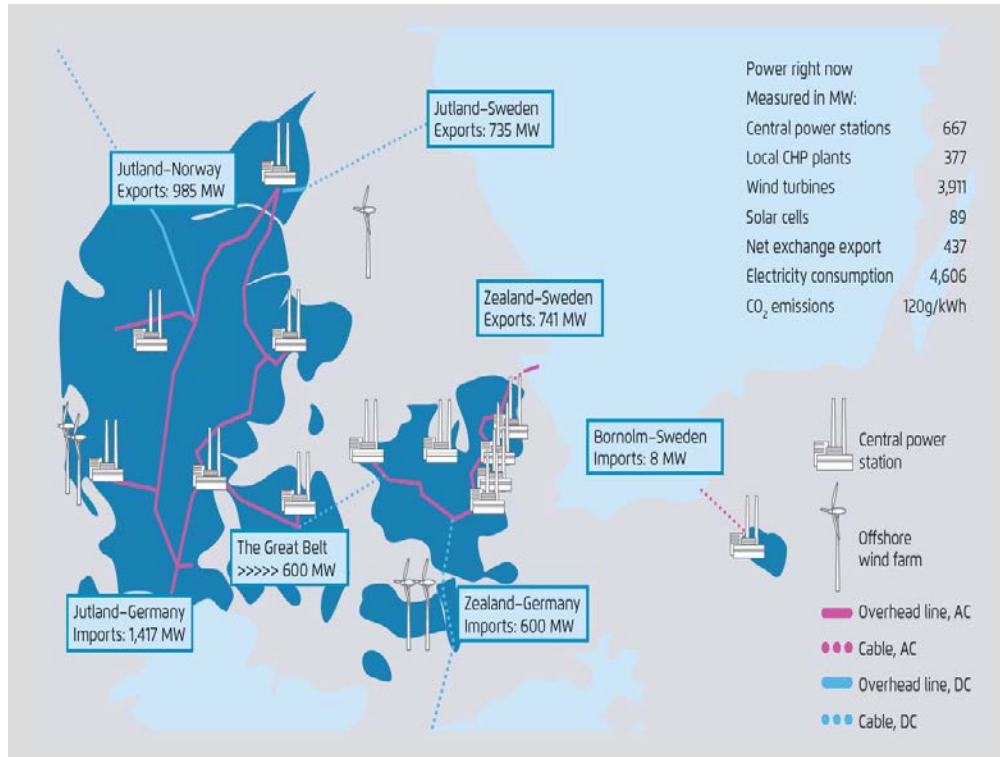 Jutland–Sweden
Exports: 735 MW
Jutland–Norway
Exports: 985 MW
Zealand–Sweden
Exports: 741 MW
Bornolm–Sweden
Imports: 8 MW
The Great Belt
>>>>> 600 MW
Jutland–Germany
Imports: 1,417 MW
Zealand–Germany
Imports: 600 MW
Power right now
Measured in MW:
Central power stations 667
Local CHP plants 377
Wind turbines 3,911
Solar cells 89
Net exchange export 437
Electricity consumption 4,606
CO₂ emissions 120g/kWh
Central power
station
Offshore
wind farm
Overhead line, AC
Cable, AC
Overhead line, DC
Cable, DC